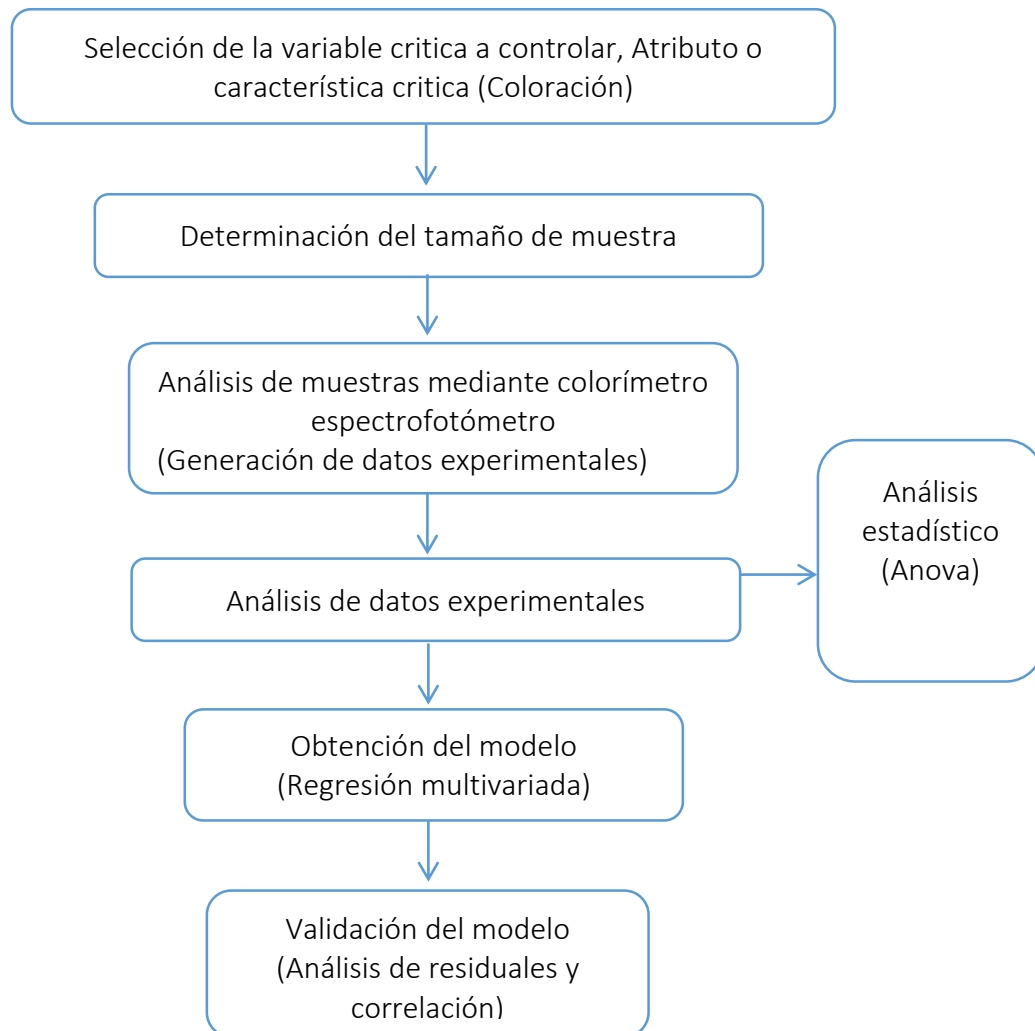 Selección de la variable critica a controlar, Atributo o
característica critica (Coloración)
Determinación del tamaño de muestra
Análisis de muestras mediante colorímetro
espectrofotómetro
(Generación de datos experimentales)
Análisis de datos experimentales
Análisis
estadístico
(Anova)
Obtención del modelo
(Regresión multivariada)
Validación del modelo
(Análisis de residuales y
correlación)